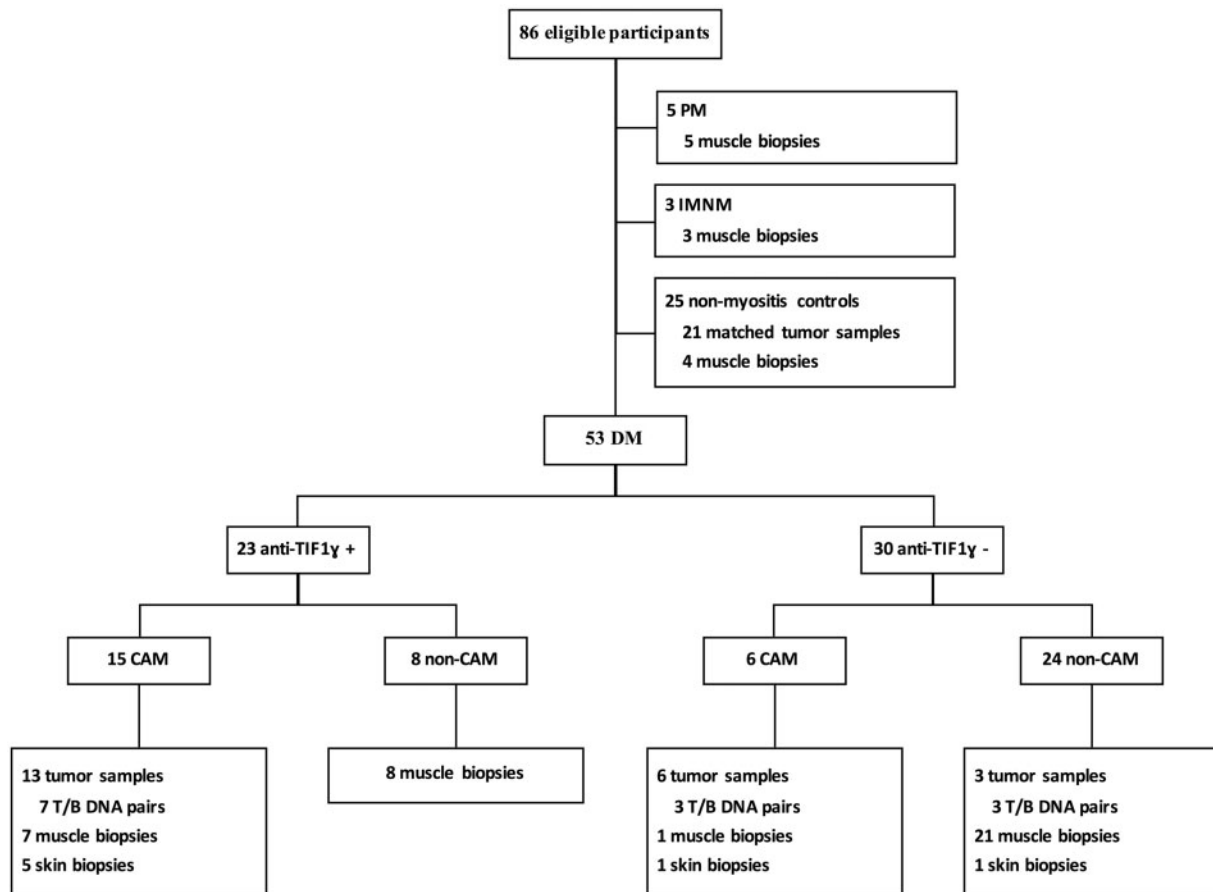 86 eligible participants
5 PM
5 muscle biopsies
3 IMNM
3 muscle biopsies
25 non-myositis controls
21 matched tumor samples
4 muscle biopsies
53 DM
23 anti-TIF1ɣ +
30 anti-TIF1ɣ -
15 CAM
8 non-CAM
6 CAM
24 non-CAM
13 tumor samples
7 T/B DNA pairs
7 muscle biopsies
5 skin biopsies
8 muscle biopsies
6 tumor samples
3 T/B DNA pairs
1 muscle biopsies
1 skin biopsies
3 tumor samples
3 T/B DNA pairs
21 muscle biopsies
1 skin biopsies